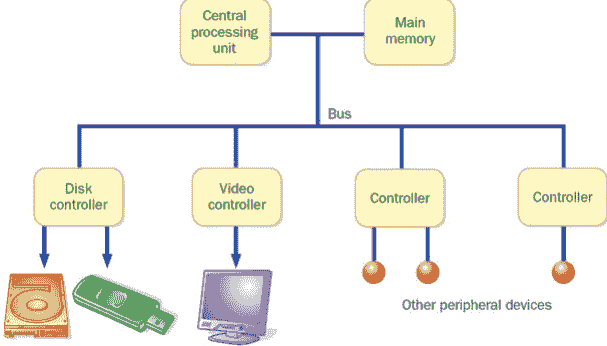 Central
processing
unit
Main
memory
Bus
Disk
controller
Video
controller
Controller
Controller
Other peripheral devices